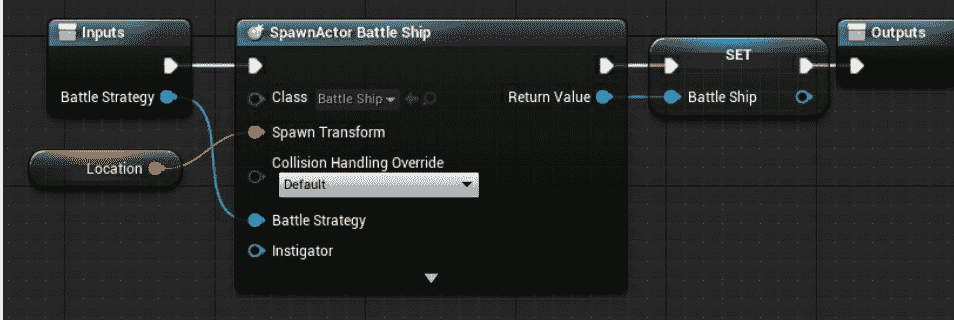 Inputs
SpawnActor Battle Ship
SET
Outputs
Battle Strategy
Class Battle Ship
Return Value
Battle Ship
Location
Spawn Transform
Collision Handling Override
Default
Battle Strategy
Instigator